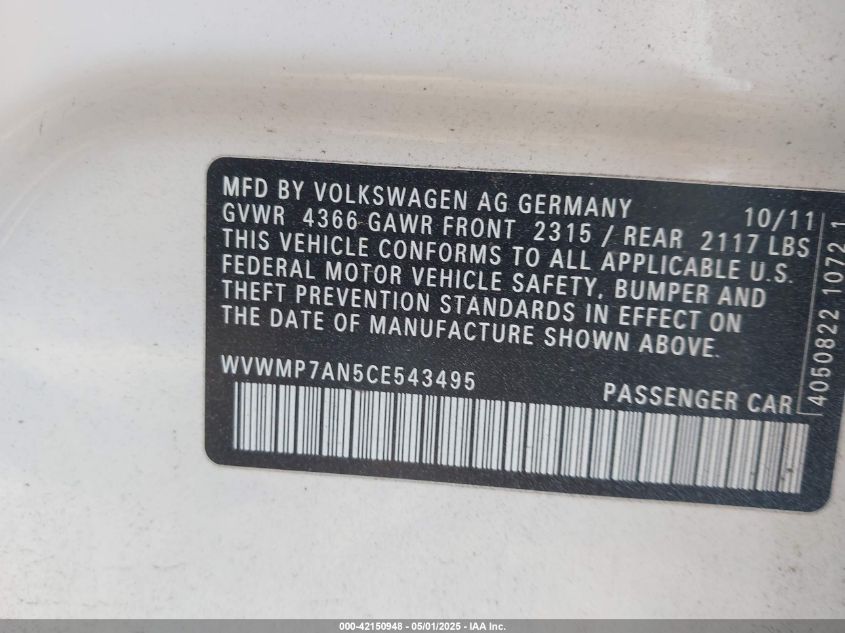 MFD BY VOLKSWAGEN AG GERMANY 10/11
GVWR 4366 GAWR FRONT 2315 / REAR 2117 LBS
THIS VEHICLE CONFORMS TO ALL APPLICABLE U.S.
FEDERAL MOTOR VEHICLE SAFETY, BUMPER AND
THEFT PREVENTION STANDARDS IN EFFECT ON
THE DATE OF MANUFACTURE SHOWN ABOVE.
WVWMP7AN5CE543495 PASSENGER CAR
4050822 1072 1
000-42150948 - 05/01/2025 - IAA Inc.